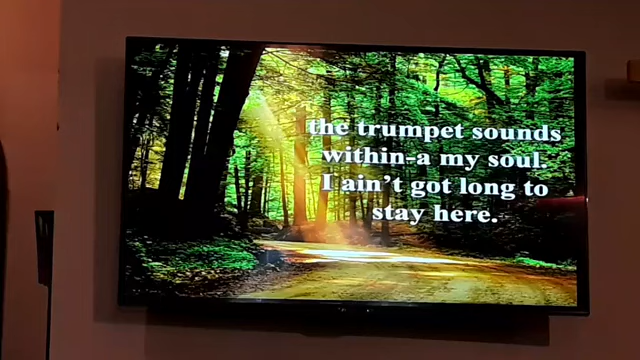 the trumpet sounds
within-a my soul.
I ain't got long to
stay here.